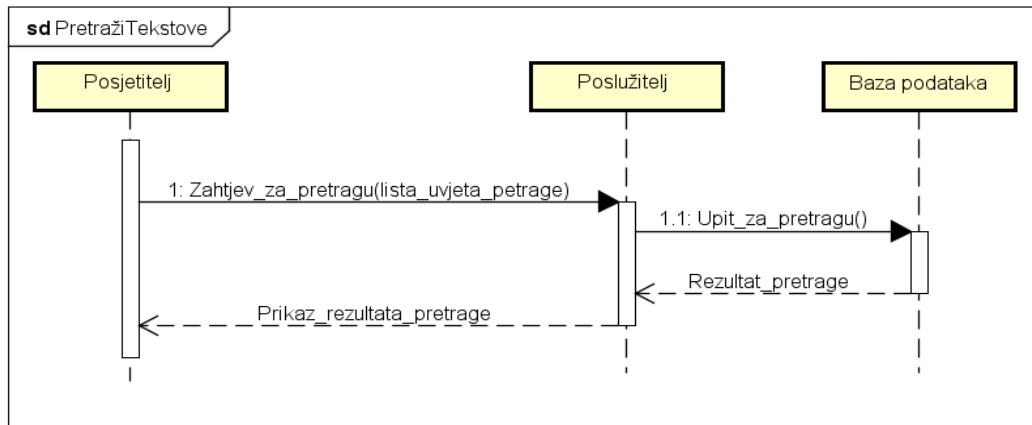 sd PretražiTekstove
Posjetitelj
Poslužitelj
Baza podataka
1: Zahtjev_za_pretragu(lista_uvjeta_petrage)
1.1: Upit_za_pretragu()
Rezultat_pretrage
Prikaz_rezultata_pretrage